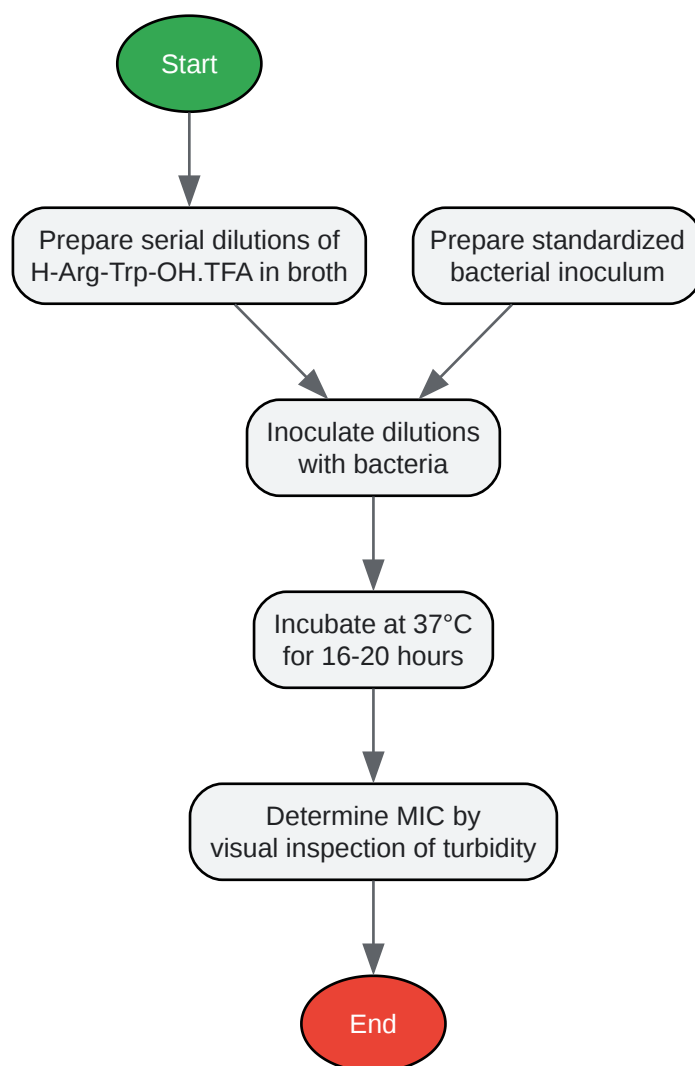 Start
Prepare serial dilutions of
H-Arg-Trp-OH.TFA in broth
Prepare standardized
bacterial inoculum
Inoculate dilutions
with bacteria
Incubate at 37°C
for 16-20 hours
Determine MIC by
visual inspection of turbidity
End